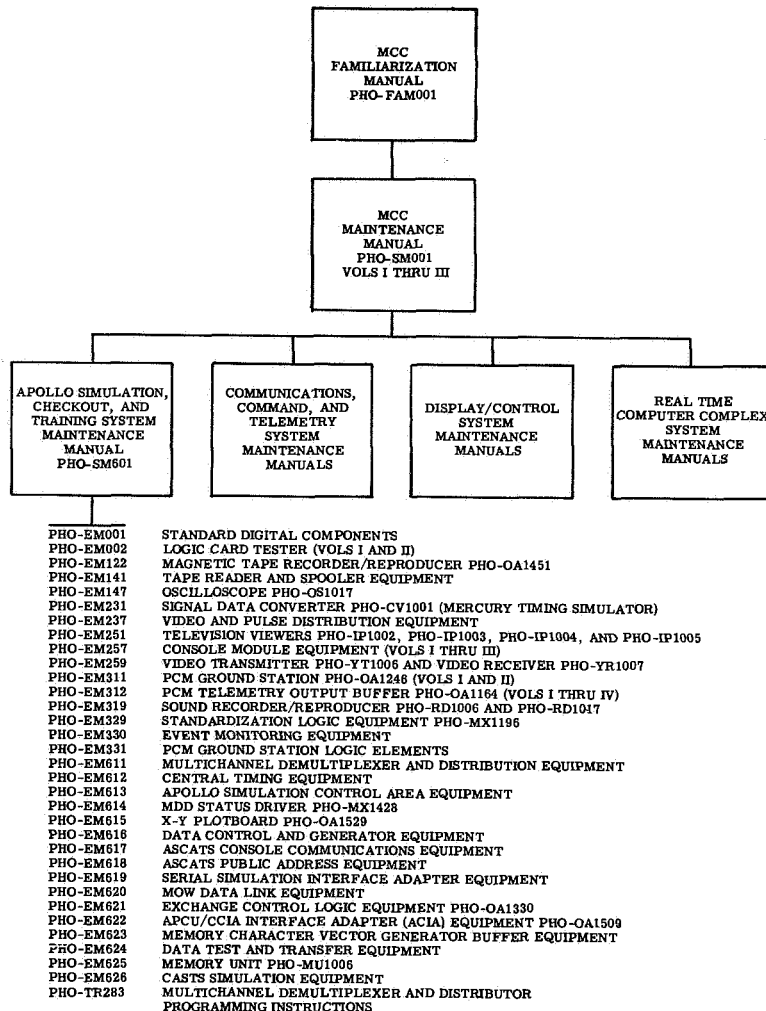 MCC
FAMILIARIZATION
MANUAL
PHO-FAM001
MCC
MAINTENANCE
MANUAL
PHO-SM001
VOLS I THRU III
APOLLO SIMULATION,
CHECKOUT, AND
TRAINING SYSTEM
MAINTENANCE
MANUAL
PHO-SM601
COMMUNICATIONS,
COMMAND, AND
TELEMETRY
SYSTEM
MAINTENANCE
MANUALS
DISPLAY/CONTROL
SYSTEM
MAINTENANCE
MANUALS
REAL TIME
COMPUTER COMPLEX
SYSTEM
MAINTENANCE
MANUALS
PHO-EM001 STANDARD DIGITAL COMPONENTS
PHO-EM002 LOGIC CARD TESTER (VOLS I AND II)
PHO-EM122 MAGNETIC TAPE RECORDER/REPRODUCER PHO-OA1451
PHO-EM141 TAPE READER AND SPOOLER EQUIPMENT
PHO-EM147 OSCILLOSCOPE PHO-OS1017
PHO-EM231 SIGNAL DATA CONVERTER PHO-CV1001 (MERCURY TIMING SIMULATOR)
PHO-EM237 VIDEO AND PULSE DISTRIBUTION EQUIPMENT
PHO-EM251 TELEVISION VIEWERS PHO-IP1002, PHO-IP1003, PHO-IP1004, AND PHO-IP1005
PHO-EM257 CONSOLE MODULE EQUIPMENT (VOLS I THRU III)
PHO-EM259 VIDEO TRANSMITTER PHO-YT1006 AND VIDEO RECEIVER PHO-YR1007
PHO-EM311 PCM GROUND STATION PHO-OA1246 (VOLS I AND II)
PHO-EM312 PCM TELEMETRY OUTPUT BUFFER PHO-OA1164 (VOLS I THRU IV)
PHO-EM319 SOUND RECORDER/REPRODUCER PHO-RD1006 AND PHO-RD1017
PHO-EM329 STANDARDIZATION LOGIC EQUIPMENT PHO-MX1196
PHO-EM330 EVENT MONITORING EQUIPMENT
PHO-EM331 PCM GROUND STATION LOGIC ELEMENTS
PHO-EM611 MULTICHANNEL DEMULTIPLEXER AND DISTRIBUTION EQUIPMENT
PHO-EM612 CENTRAL TIMING EQUIPMENT
PHO-EM613 APOLLO SIMULATION CONTROL AREA EQUIPMENT
PHO-EM614 MDD STATUS DRIVER PHO-MX1428
PHO-EM615 X-Y PLOTBOARD PHO-OA1529
PHO-EM616 DATA CONTROL AND GENERATOR EQUIPMENT
PHO-EM617 ASCATS CONSOLE COMMUNICATIONS EQUIPMENT
PHO-EM618 ASCATS PUBLIC ADDRESS EQUIPMENT
PHO-EM619 SERIAL SIMULATION INTERFACE ADAPTER EQUIPMENT
PHO-EM620 MOW DATA LINK EQUIPMENT
PHO-EM621 EXCHANGE CONTROL LOGIC EQUIPMENT PHO-OA1330
PHO-EM622 APCU/CCIA INTERFACE ADAPTER (ACIA) EQUIPMENT PHO-OA1509
PHO-EM623 MEMORY CHARACTER VECTOR GENERATOR BUFFER EQUIPMENT
PHO-EM624 DATA TEST AND TRANSFER EQUIPMENT
PHO-EM625 MEMORY UNIT PHO-MU1006
PHO-EM626 CASTS SIMULATION EQUIPMENT
PHO-TR283 MULTICHANNEL DEMULTIPLEXER AND DISTRIBUTOR
PROGRAMMING INSTRUCTIONS